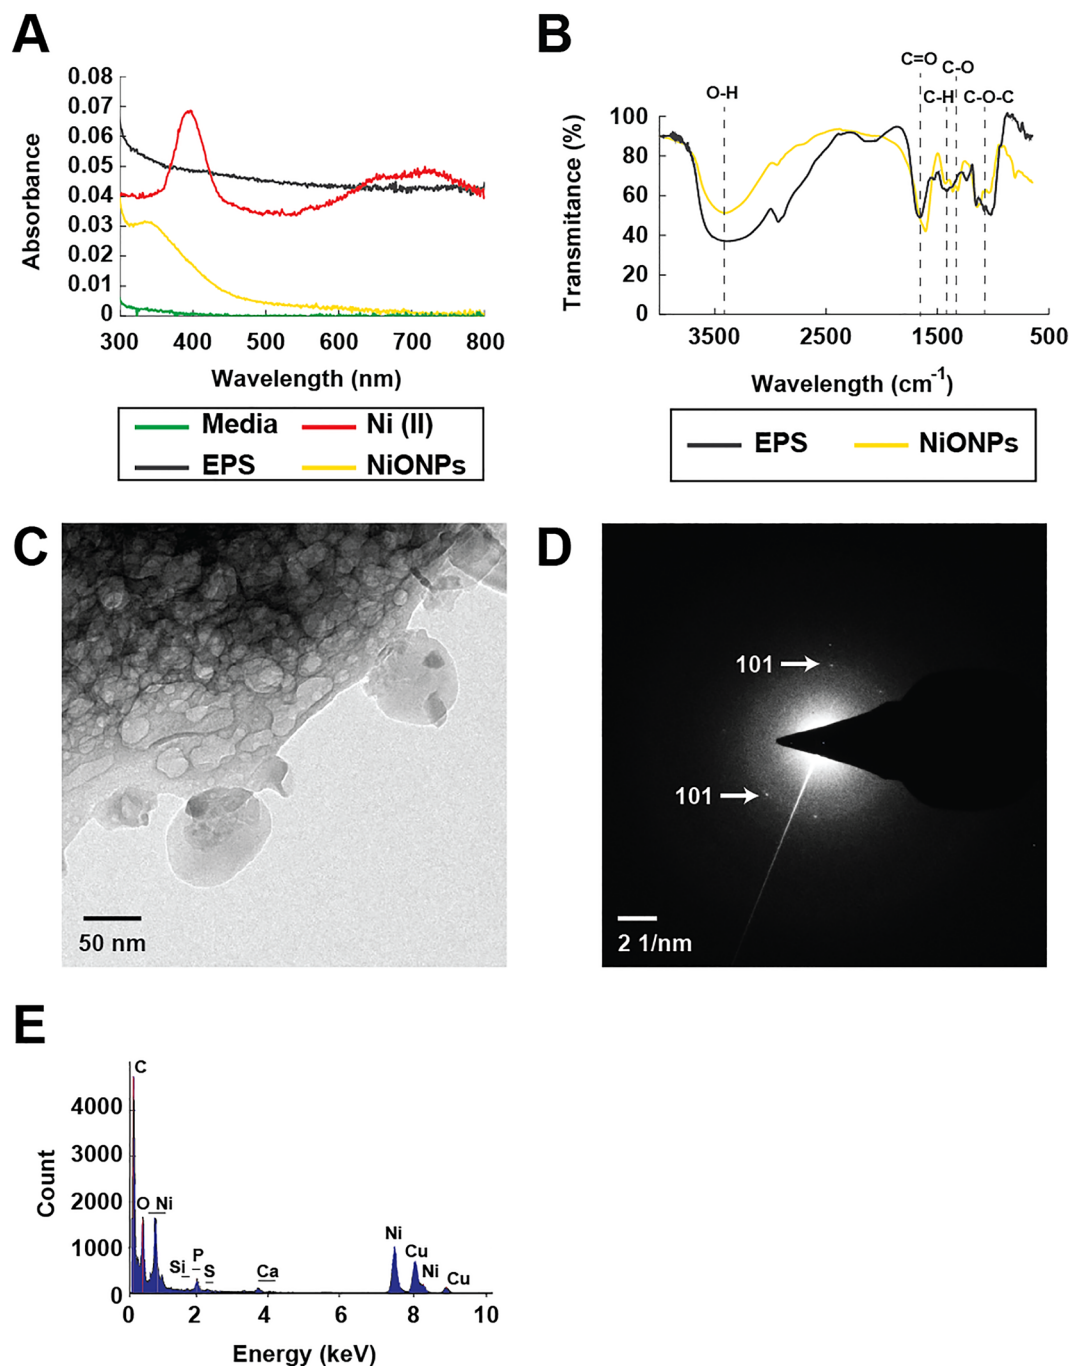 A
0.08
0.07
0.06
0.05
0.04
0.03
0.02
0.01
0
Absorbance
300 400 500 600 700 800
Wavelength (nm)
Media Ni (II)
EPS NiONPs
B
C=O
C-O
O-H
C-H
C-O-C
100
80
60
40
20
0
Transmitance (%)
3500 2500 1500 500
Wavelength (cm-1)
EPS NiONPs
C
50 nm
D
101
101
2 1/nm
E
C
4000
3000
2000
1000
0
Count
O Ni
Si
P
S
Ca
Ni
Cu
Ni
Cu
0 2 4 6 8 10
Energy (keV)